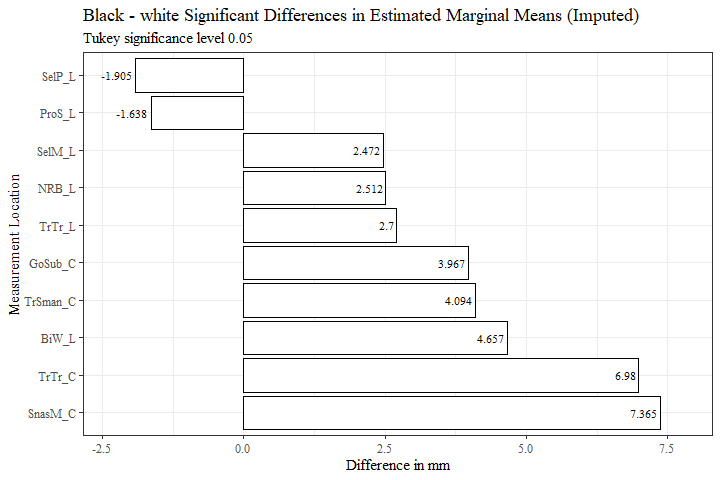 Black - white Significant Differences in Estimated Marginal Means (Imputed)
Tukey significance level 0.05
Measurement Location
SelP_L -1.905
ProS_L -1.638
SelM_L 2.472
NRB_L 2.512
TrTr_L 2.7
GoSub_C 3.967
TrSman_C 4.094
BiW_L 4.657
TrTr_C 6.98
SnasM_C 7.365
-2.5 0.0 2.5 5.0 7.5
Difference in mm